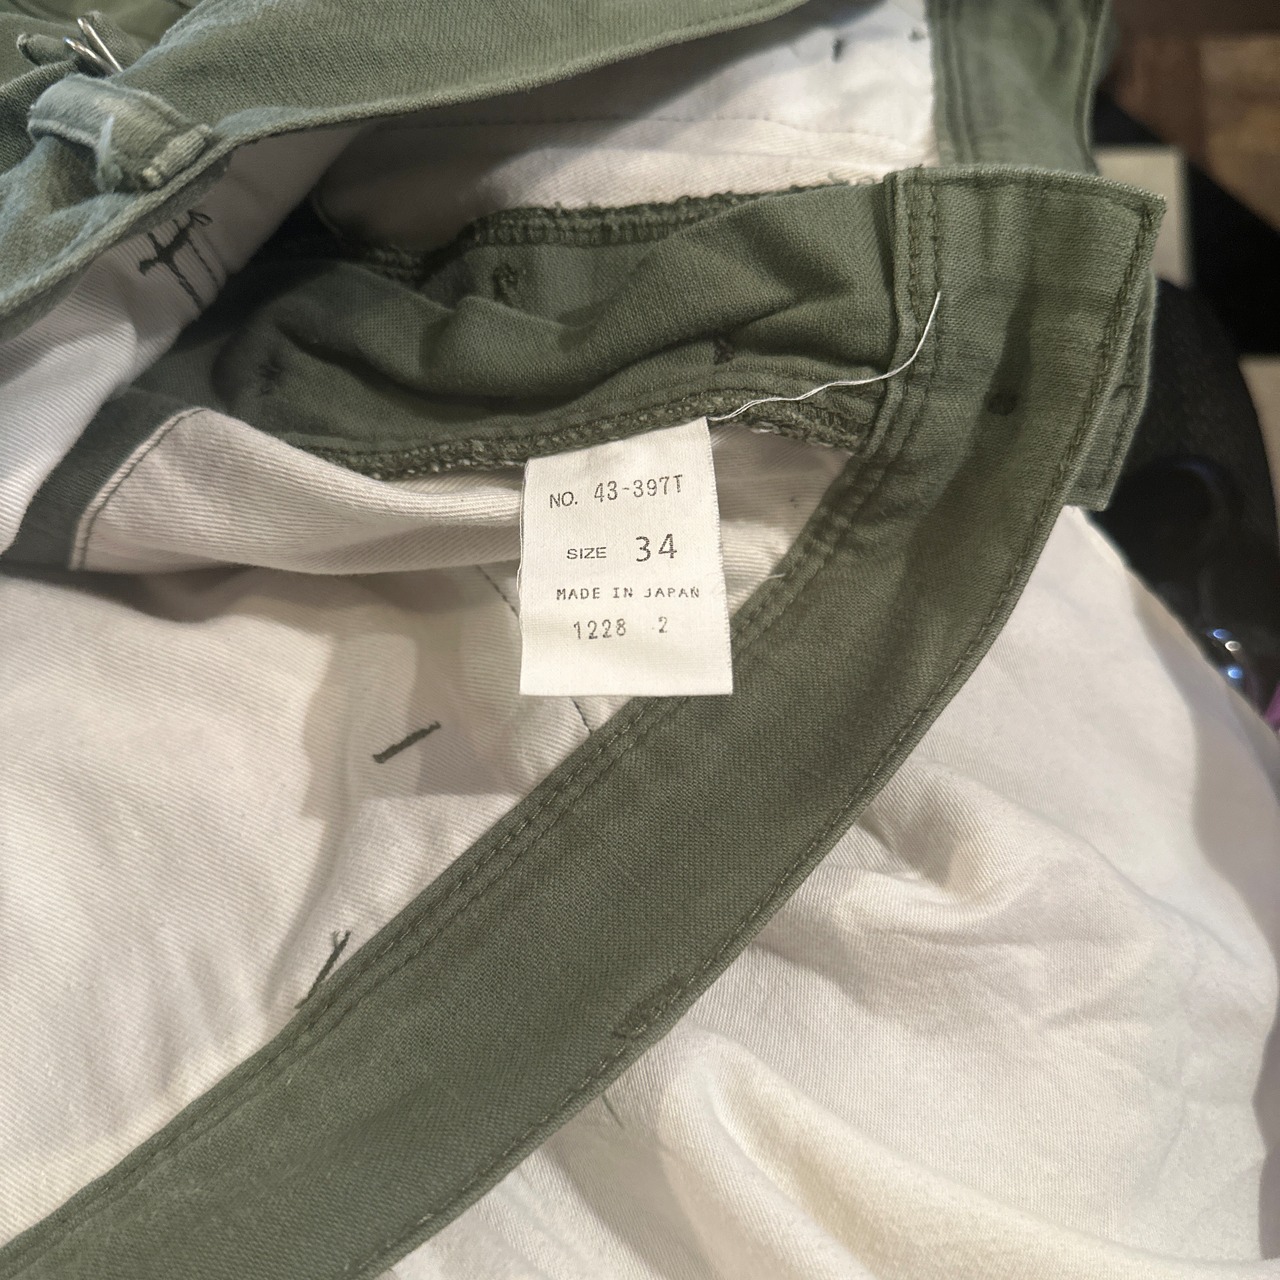 NO. 43-397T
SIZE 34
MADE IN JAPAN
1228 2